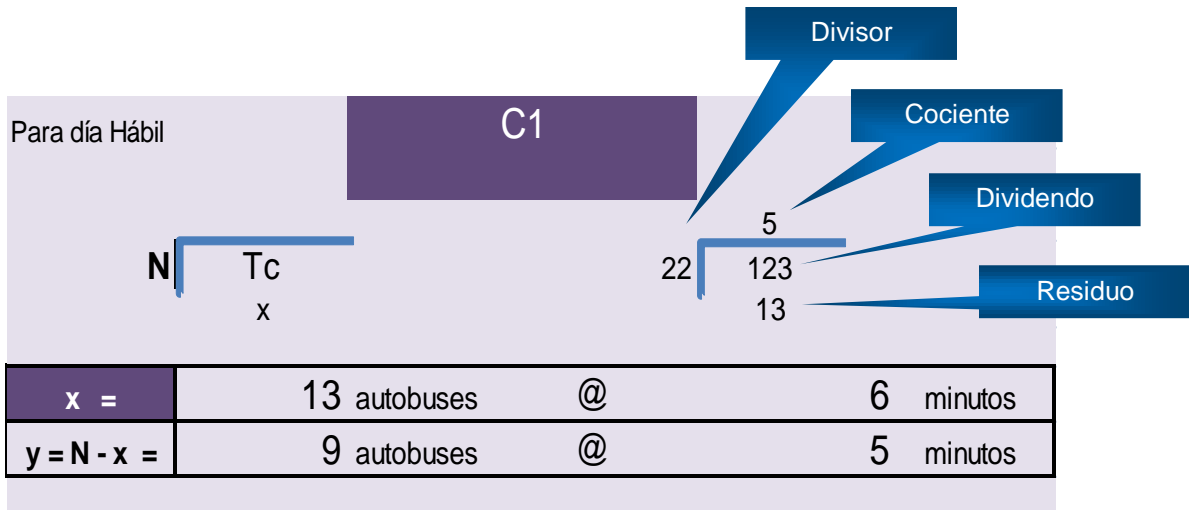 Divisor
Para día Hábil
C1
Cociente
Dividendo
5
N
Tc
22
123
x
13
Residuo
x = 13 autobuses @ 6 minutos
y = N - x = 9 autobuses @ 5 minutos